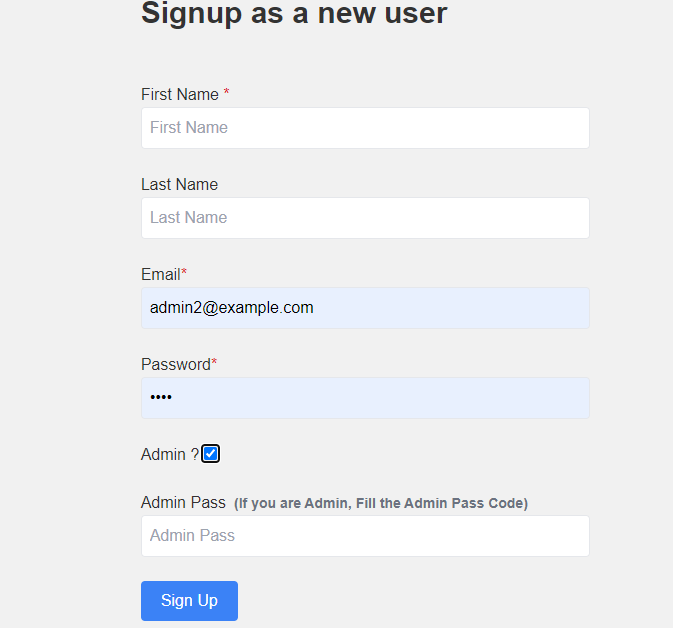 Signup as a new user
First Name *
First Name
Last Name
Last Name
Email*
admin2@example.com
Password*
••••
Admin ?
Admin Pass (If you are Admin, Fill the Admin Pass Code)
Admin Pass
Sign Up